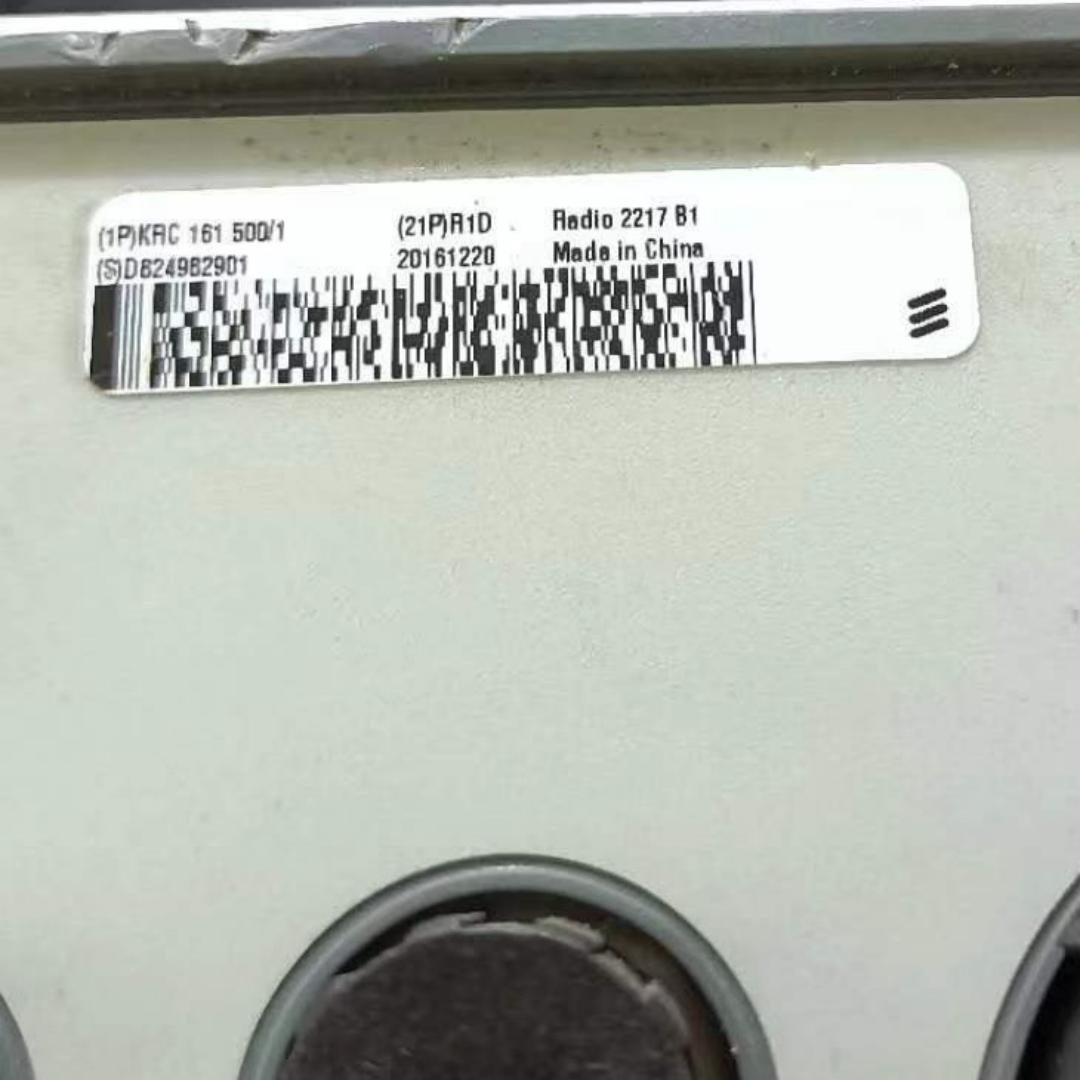 (1P)KRC 161 500/1 (21P)R1D Radio 2217 B1
(S)D824982901 20161220 Made in China